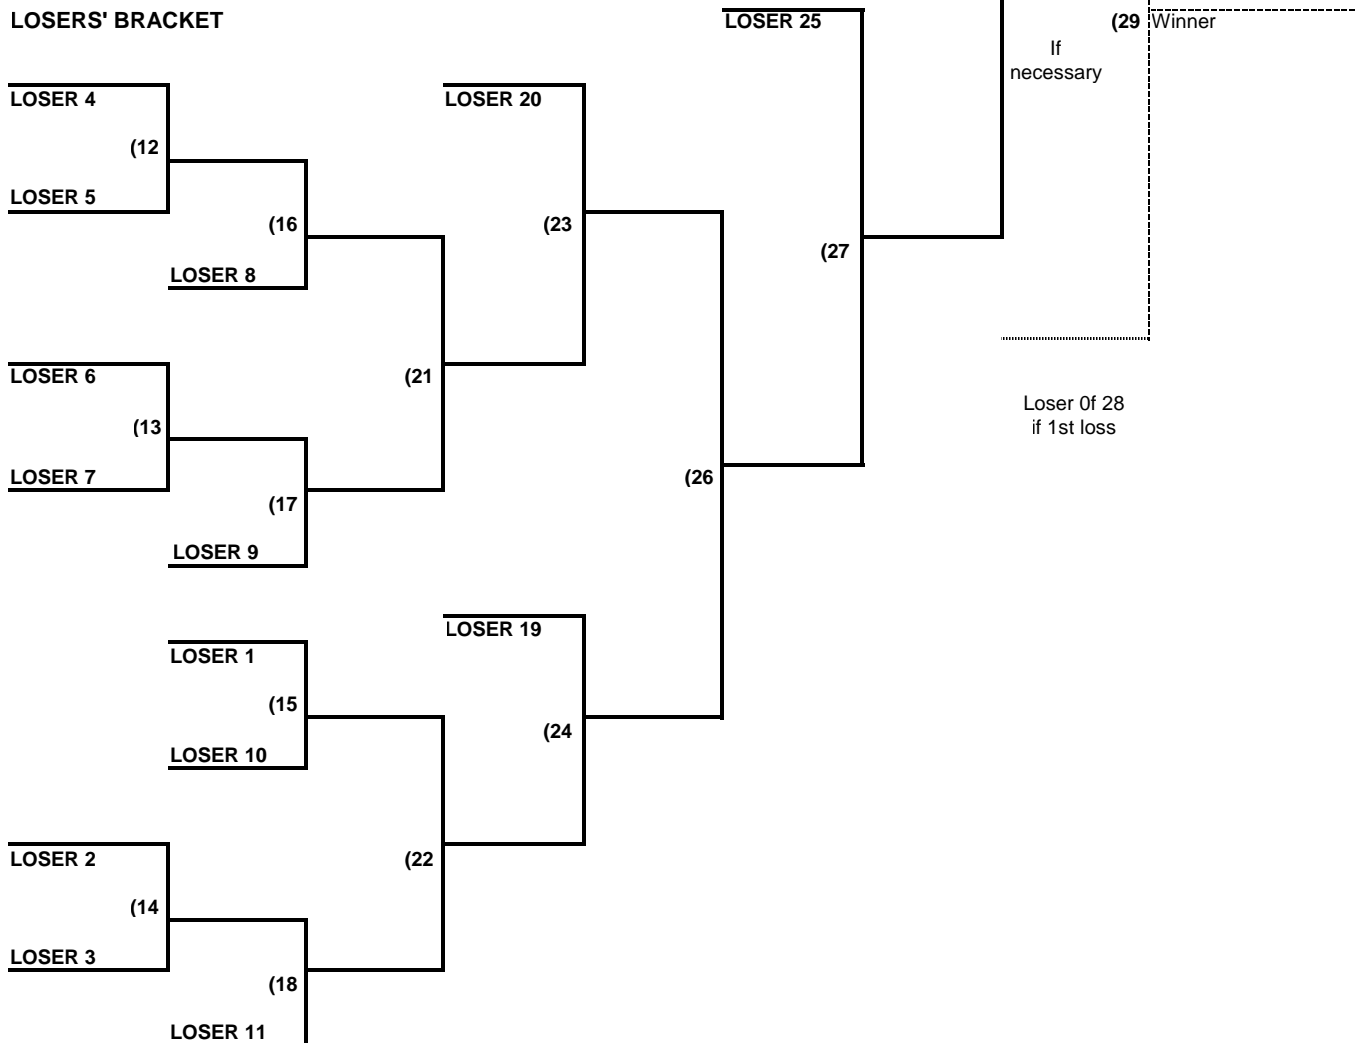 LOSERS' BRACKET
LOSER 25
(29 Winner
If
necessary
LOSER 4
LOSER 20
(12
LOSER 5
(16
(23
(27
LOSER 8
LOSER 6
(21
Loser 0f 28
if 1st loss
(13
LOSER 7
(26
(17
LOSER 9
LOSER 19
LOSER 1
(15
(24
LOSER 10
LOSER 2
(22
(14
LOSER 3
(18
LOSER 11